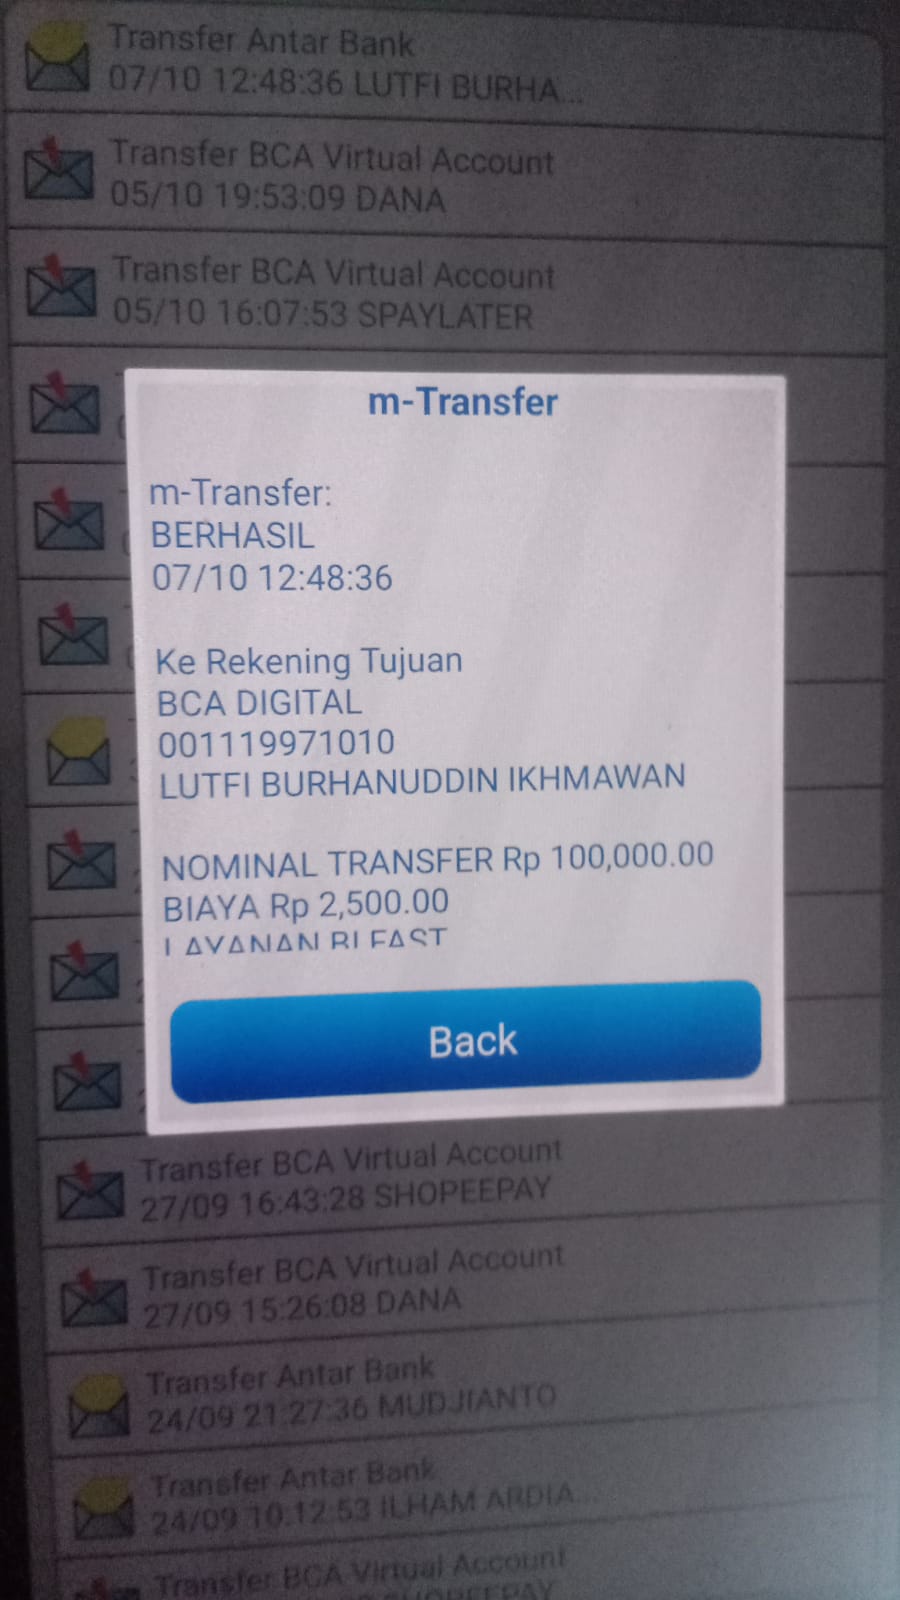 Transfer Antar Bank
07/10 12:48:36 LUTFI BURHA...
Transfer BCA Virtual Account
05/10 19:53:09 DANA
Transfer BCA Virtual Account
05/10 16:07:53 SPAYLATER
m-Transfer
m-Transfer:
BERHASIL
07/10 12:48:36
Ke Rekening Tujuan
BCA DIGITAL
001119971010
LUTFI BURHANUDDIN IKHMAWAN
NOMINAL TRANSFER Rp 100,000.00
BIAYA Rp 2,500.00
LAYANAN BI FAST
Back
Transfer BCA Virtual Account
27/09 16:43:28 SHOPEEPAY
Transfer BCA Virtual Account
27/09 15:26:08 DANA
Transfer Antar Bank
24/09 21:27:36 MUDJIANTO
Transfer Antar Bank
24/09 10:12:53 ILHAM ARDIA...
Transfer BCA Virtual Account
SHOPEEPAY